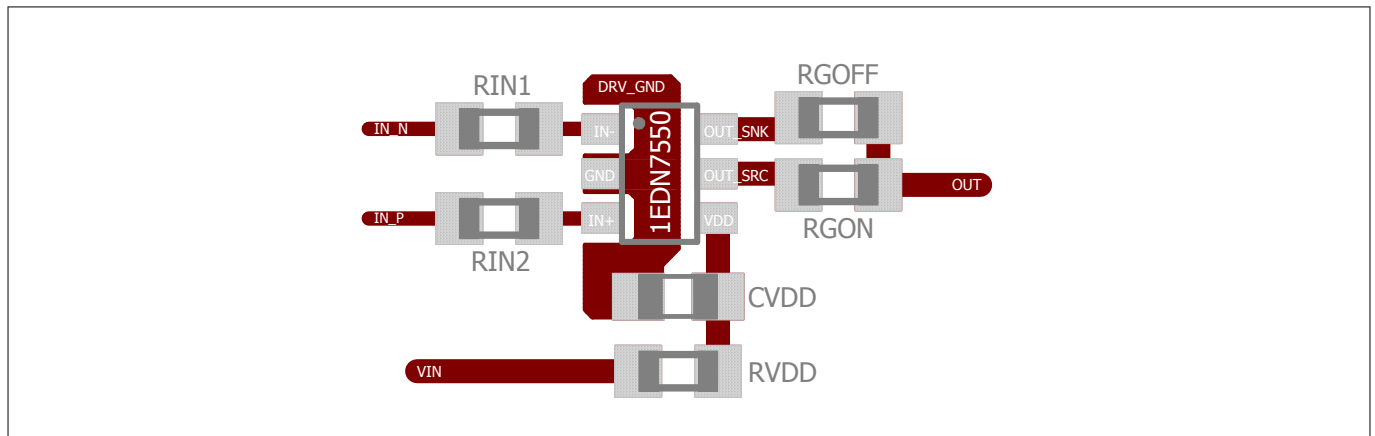 RGOFF
RIN1
DRV_GND
IN_N
IN-
1EDN7550
OUT_SNK
GND
OUT_SRC
OUT
IN_P
IN+
VDD
RGON
RIN2
CVDD
VIN
RVDD